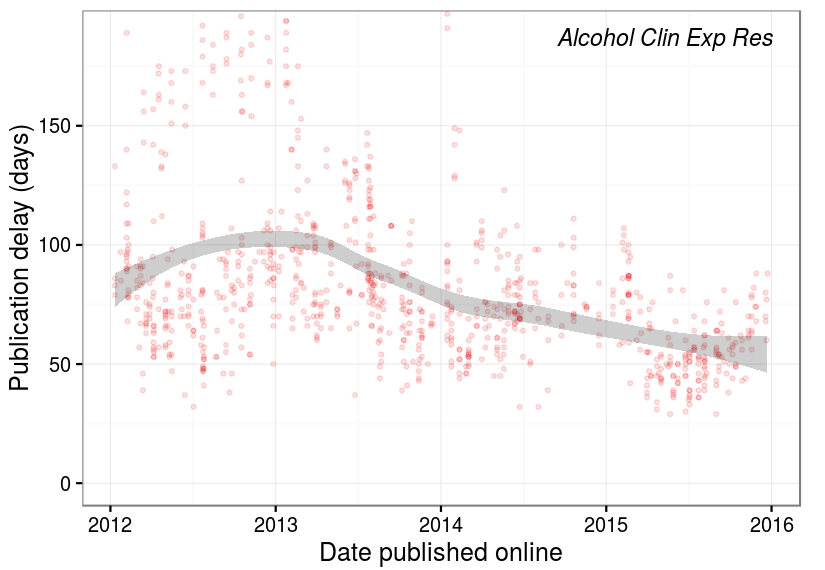 Alcohol Clin Exp Res
Publication delay (days)
150
100
50
0
2012 2013 2014 2015 2016
Date published online